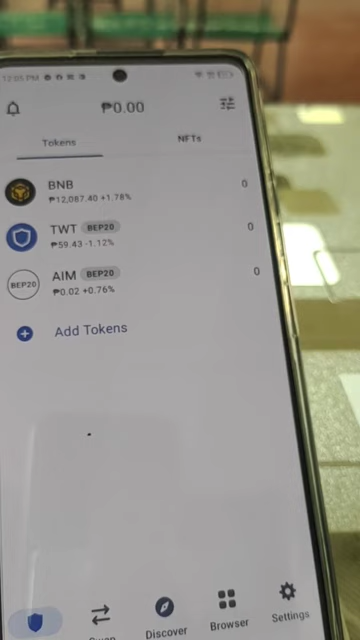 12:05 PM
₱0.00
Tokens NFTs
BNB 0
₱12,087.40 +1.78%
TWT BEP20 0
₱59.43 -1.12%
BEP20 AIM BEP20 0
₱0.02 +0.76%
Add Tokens
Swap Discover Browser Settings